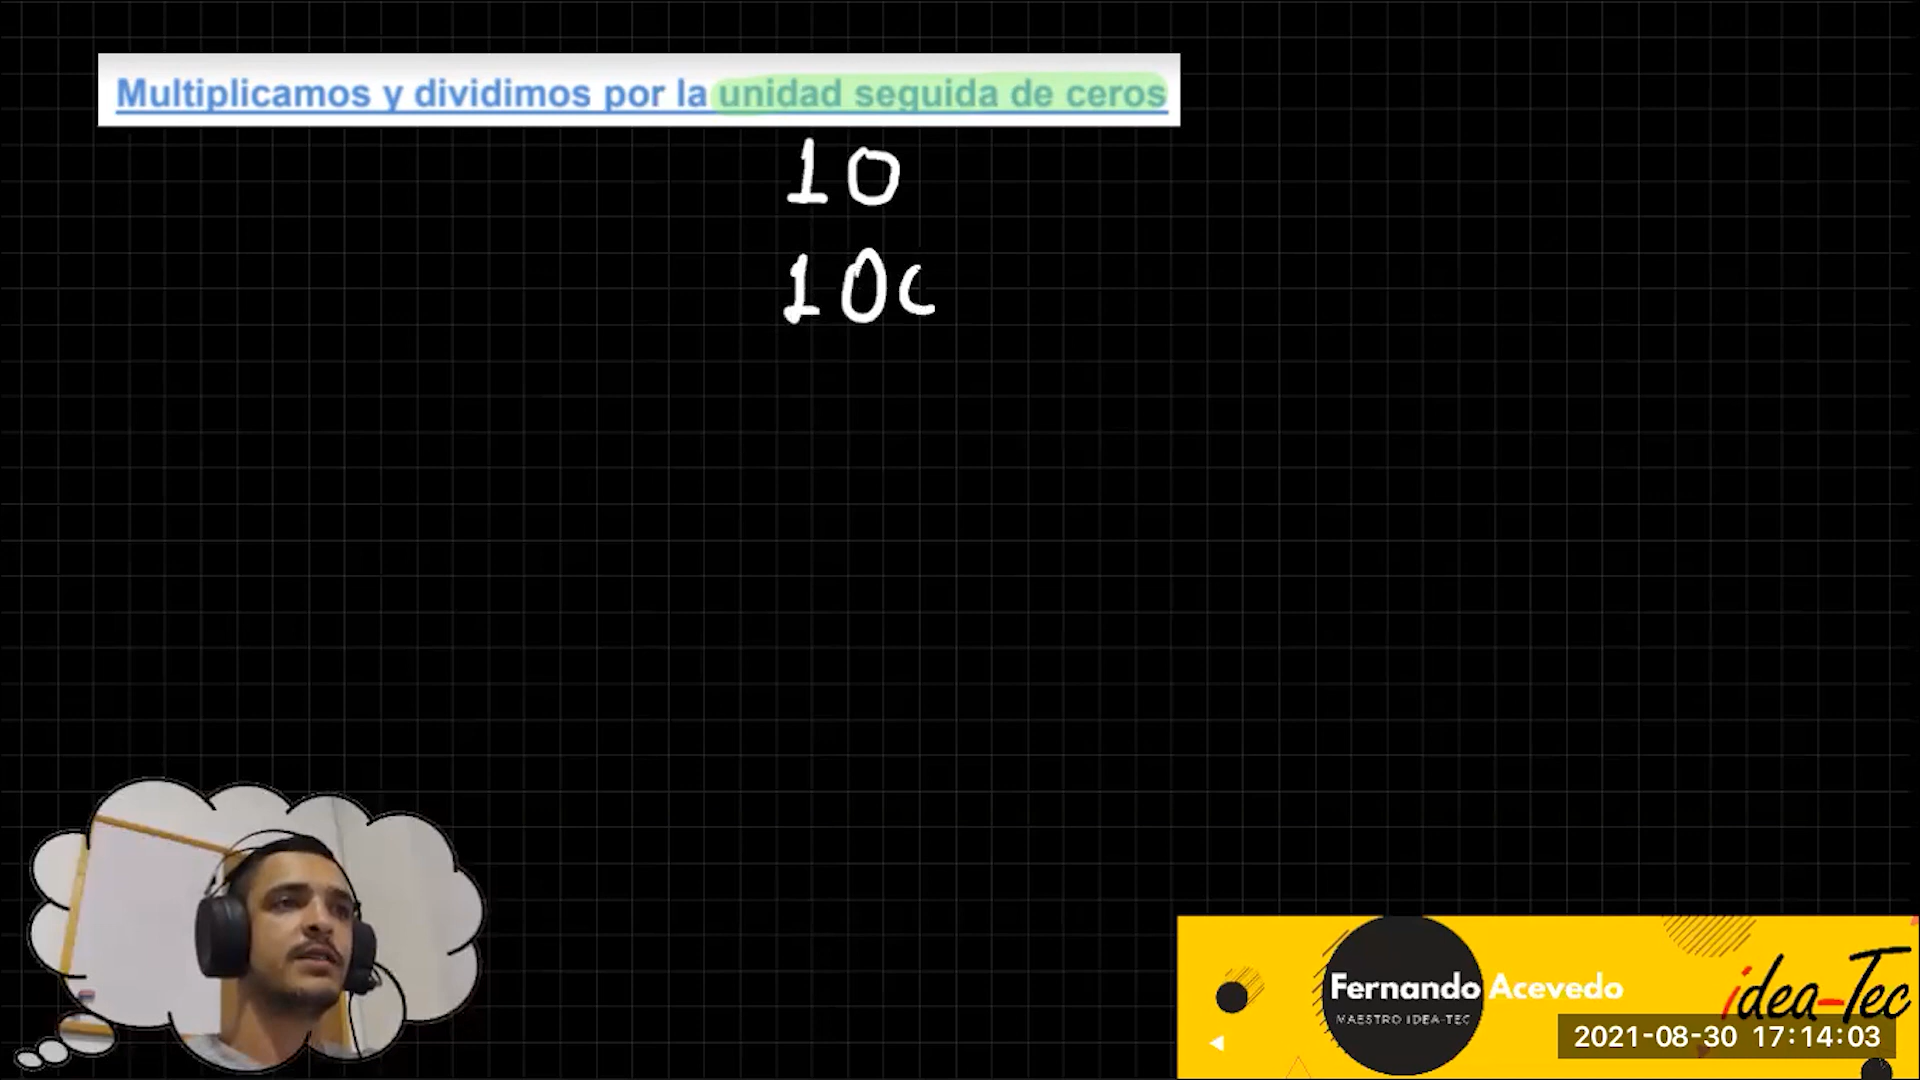 Multiplicamos y dividimos por la unidad seguida de ceros
10
100
Fernando Acevedo
MAESTRO IDEA-TEC
idea-Tec
2021-08-30 17:14:03